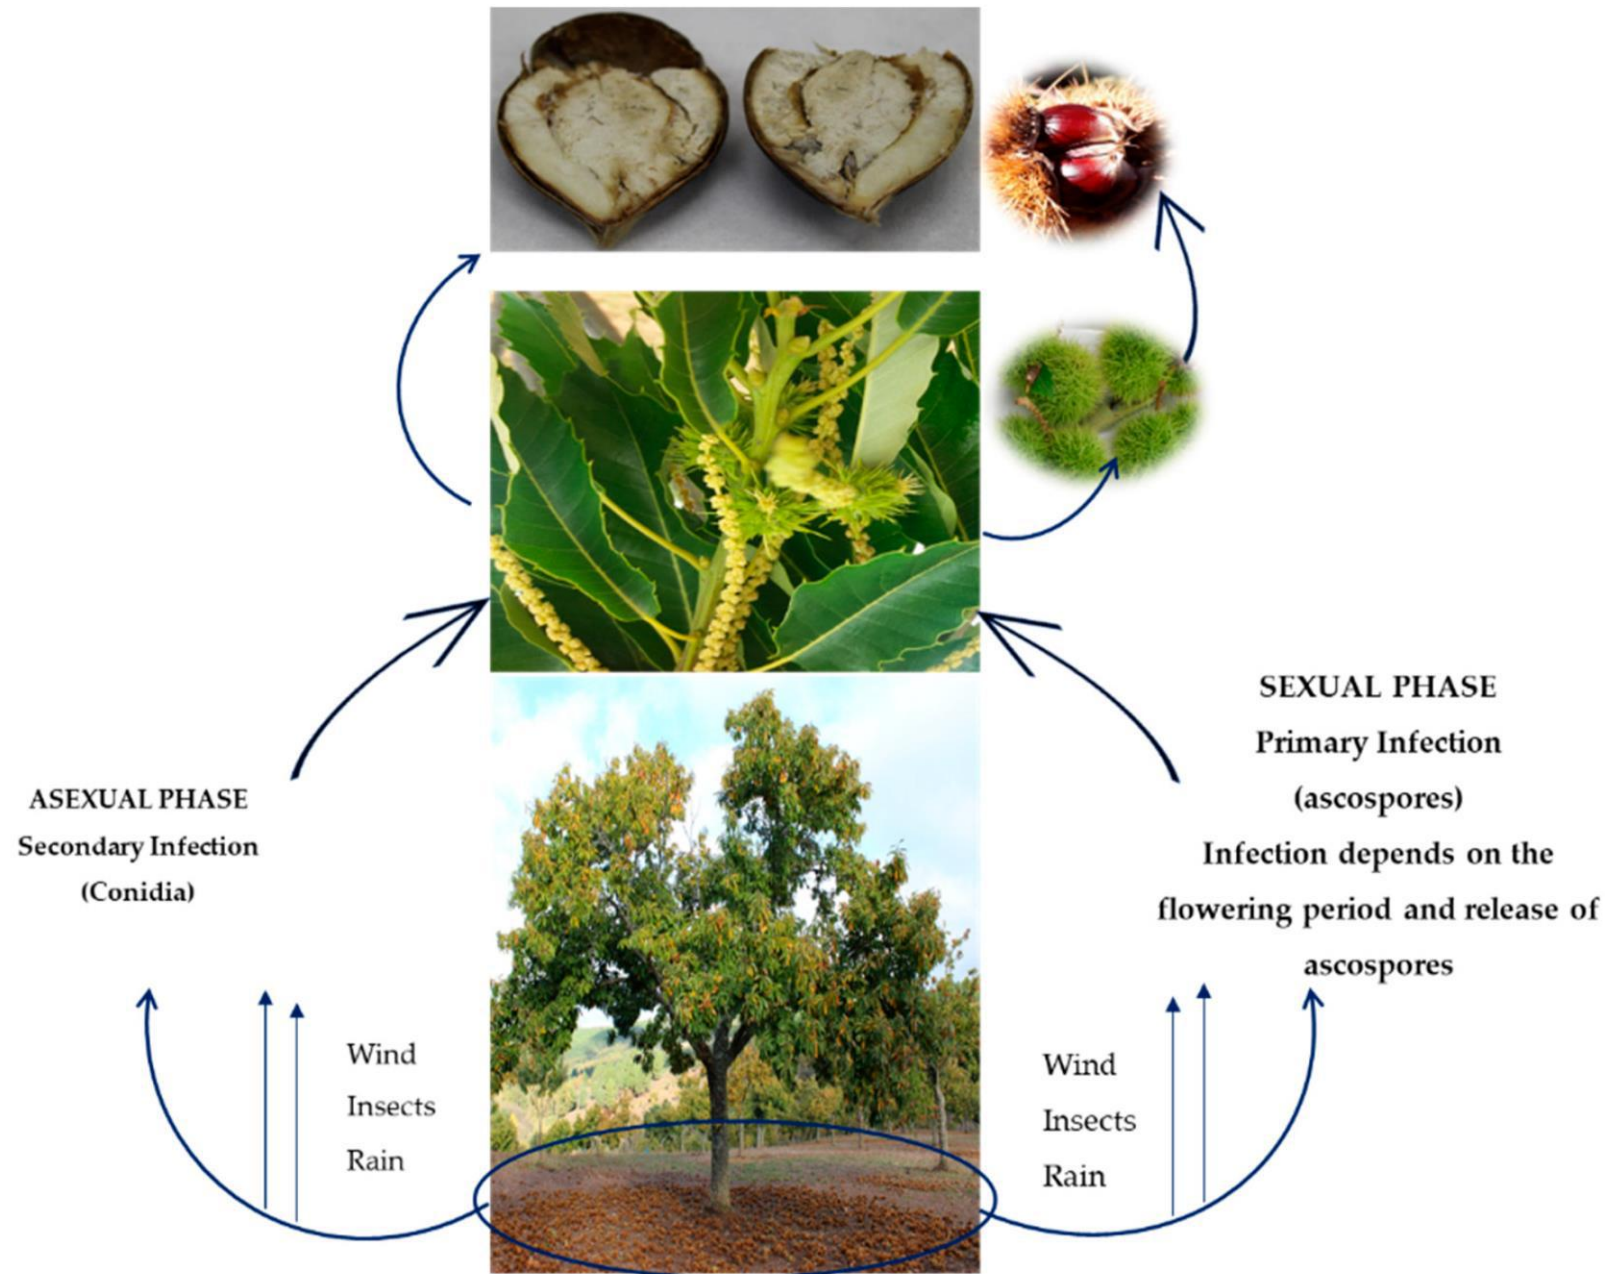 ASEXUAL PHASE
Secondary Infection
(Conidia)
Wind
Insects
Rain
SEXUAL PHASE
Primary Infection
(ascospores)
Infection depends on the
flowering period and release of
ascospores
Wind
Insects
Rain